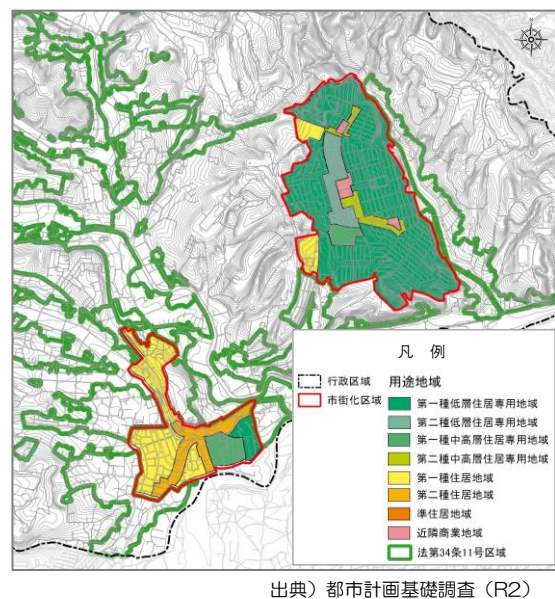 N
凡 例
行政区域
市街化区域
用途地域
第一種低層住居専用地域
第二種低層住居専用地域
第一種中高層住居専用地域
第二種中高層住居専用地域
第一種住居地域
第二種住居地域
準住居地域
近隣商業地域
法第34条11号区域
出典）都市計画基礎調査（R2）